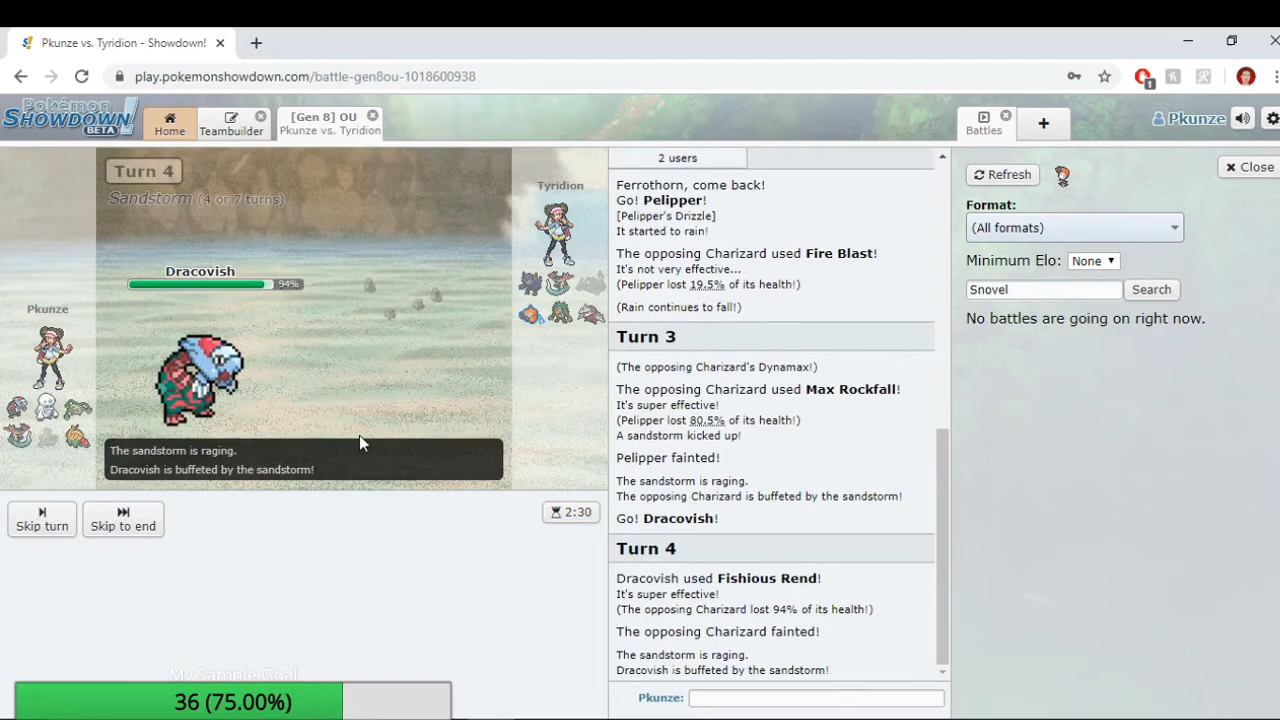 Pkunze vs. Tyridion - Showdown!
play.pokemonshowdown.com/battle-gen8ou-1018600938
1
Pokémon
SHOWDOWN!
BETA
Home
Teambuilder
[Gen 8] OU
Pkunze vs. Tyridion
Battles
Pkunze
Turn 4
Sandstorm (4 or 7 turns)
Tyridion
Dracovish
94%
Pkunze
The sandstorm is raging.
Dracovish is buffeted by the sandstorm!
Skip turn
Skip to end
2:30
My Sample Goal
36 (75.00%)
2 users
Ferrothorn, come back!
Go! Pelipper!
[Pelipper's Drizzle]
It started to rain!
The opposing Charizard used Fire Blast!
It's not very effective...
(Pelipper lost 19.5% of its health!)
(Rain continues to fall!)
Turn 3
(The opposing Charizard's Dynamax!)
The opposing Charizard used Max Rockfall!
It's super effective!
(Pelipper lost 80.5% of its health!)
A sandstorm kicked up!
Pelipper fainted!
The sandstorm is raging.
The opposing Charizard is buffeted by the sandstorm!
Go! Dracovish!
Turn 4
Dracovish used Fishious Rend!
It's super effective!
(The opposing Charizard lost 94% of its health!)
The opposing Charizard fainted!
The sandstorm is raging.
Dracovish is buffeted by the sandstorm!
Pkunze:
Refresh
Close
Format:
(All formats)
Minimum Elo: None
Snovel
Search
No battles are going on right now.